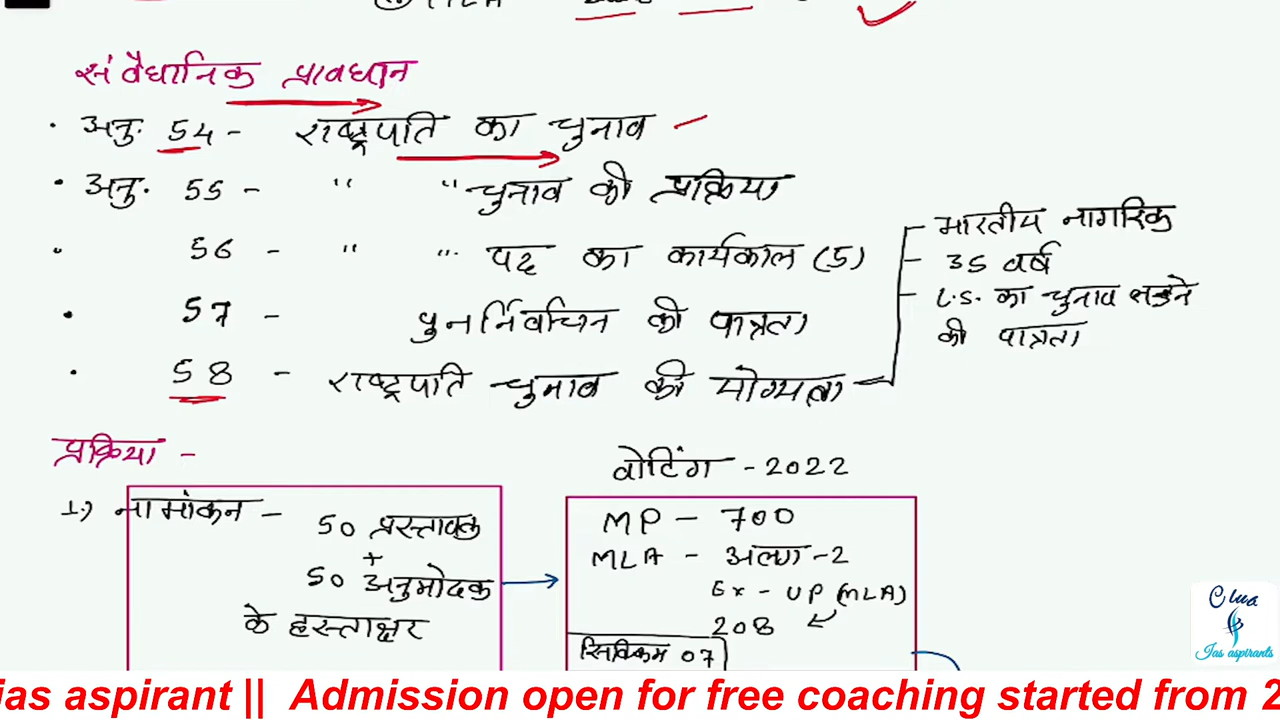 संवैधानिक प्रावधान
· अनु. 54 - राष्ट्रपति का चुनाव
· अनु. 55 - " " चुनाव की प्रक्रिया
· 56 - " " पद का कार्यकाल (5)
· 57 - पुनर्निर्वाचन की पात्रता
· 58 - राष्ट्रपति चुनाव की योग्यता
- भारतीय नागरिक
- 35 वर्ष
- L.S. का चुनाव लडने
की पात्रता
प्रक्रिया -
1.) नामांकन - 50 प्रस्तावक
+
50 अनुमोदक
के हस्ताक्षर
वोटिंग - 2022
MP - 700
MLA - अलग - 2
Ex - UP (MLA)
208
सिक्किम 07
Clue
Ias aspirants
ias aspirant || Admission open for free coaching started from 2